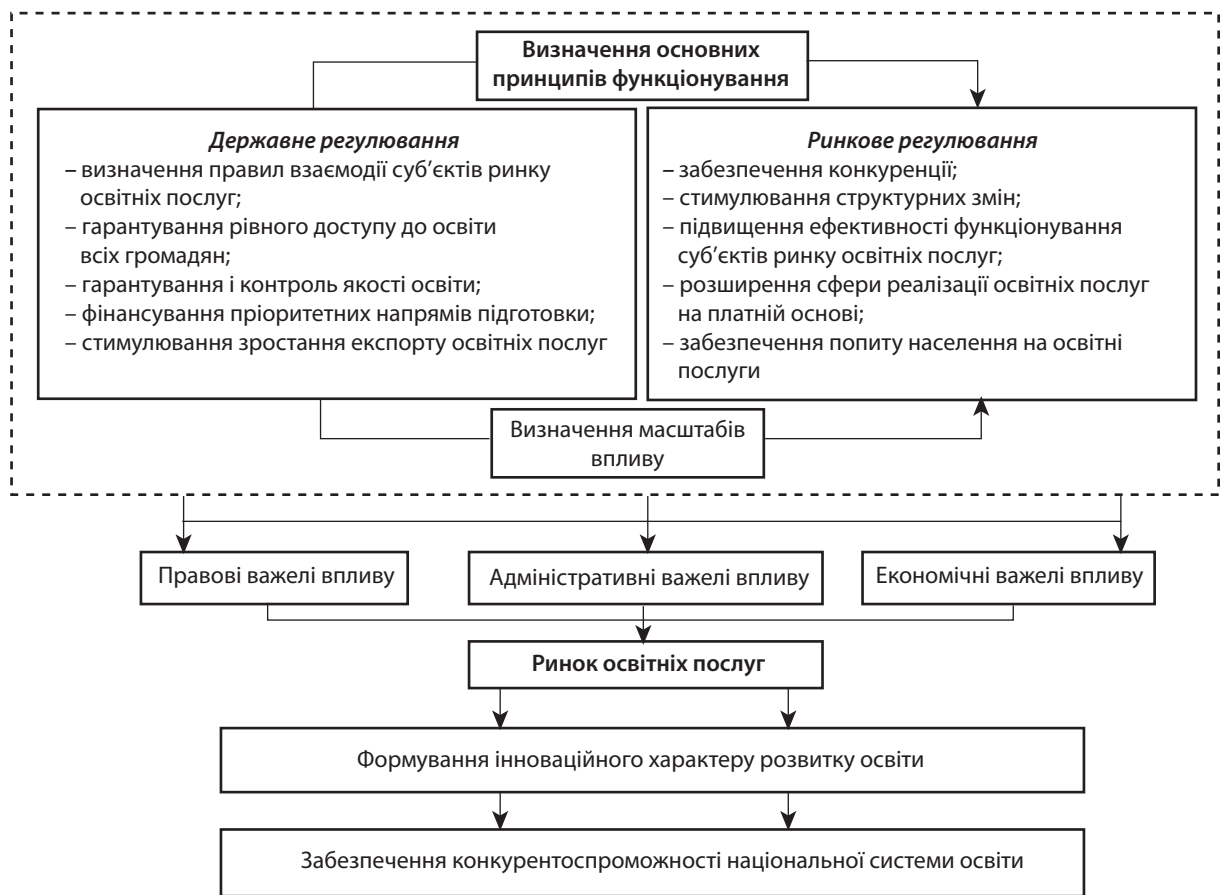 Визначення основних
принципів функціонування
Державне регулювання
– визначення правил взаємодії суб’єктів ринку
освітніх послуг;
– гарантування рівного доступу до освіти
всіх громадян;
– гарантування і контроль якості освіти;
– фінансування пріоритетних напрямів підготовки;
– стимулювання зростання експорту освітніх послуг
Ринкове регулювання
– забезпечення конкуренції;
– стимулювання структурних змін;
– підвищення ефективності функціонування
суб’єктів ринку освітніх послуг;
– розширення сфери реалізації освітніх послуг
на платній основі;
– забезпечення попиту населення на освітні
послуги
Визначення масштабів
впливу
Правові важелі впливу
Адміністративні важелі впливу
Економічні важелі впливу
Ринок освітніх послуг
Формування інноваційного характеру розвитку освіти
Забезпечення конкурентоспроможності національної системи освіти